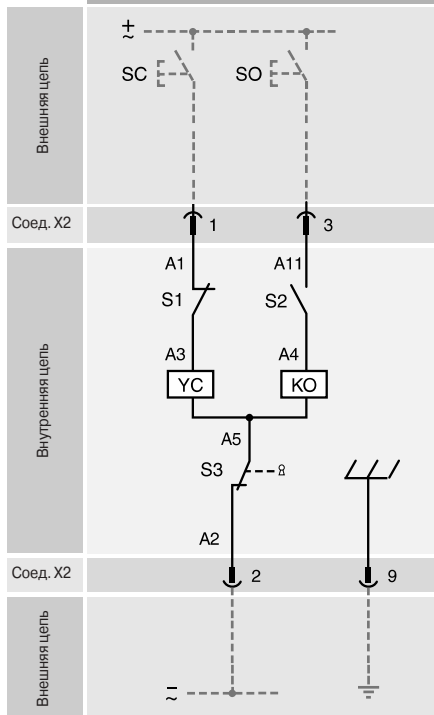 Внешняя цепь
+
~
SC
SO
Соед. X2
1
3
Внутренняя цепь
A1
A11
S1
S2
A3
A4
YC
KO
A5
S3
A2
Соед. X2
2
9
Внешняя цепь
–
~